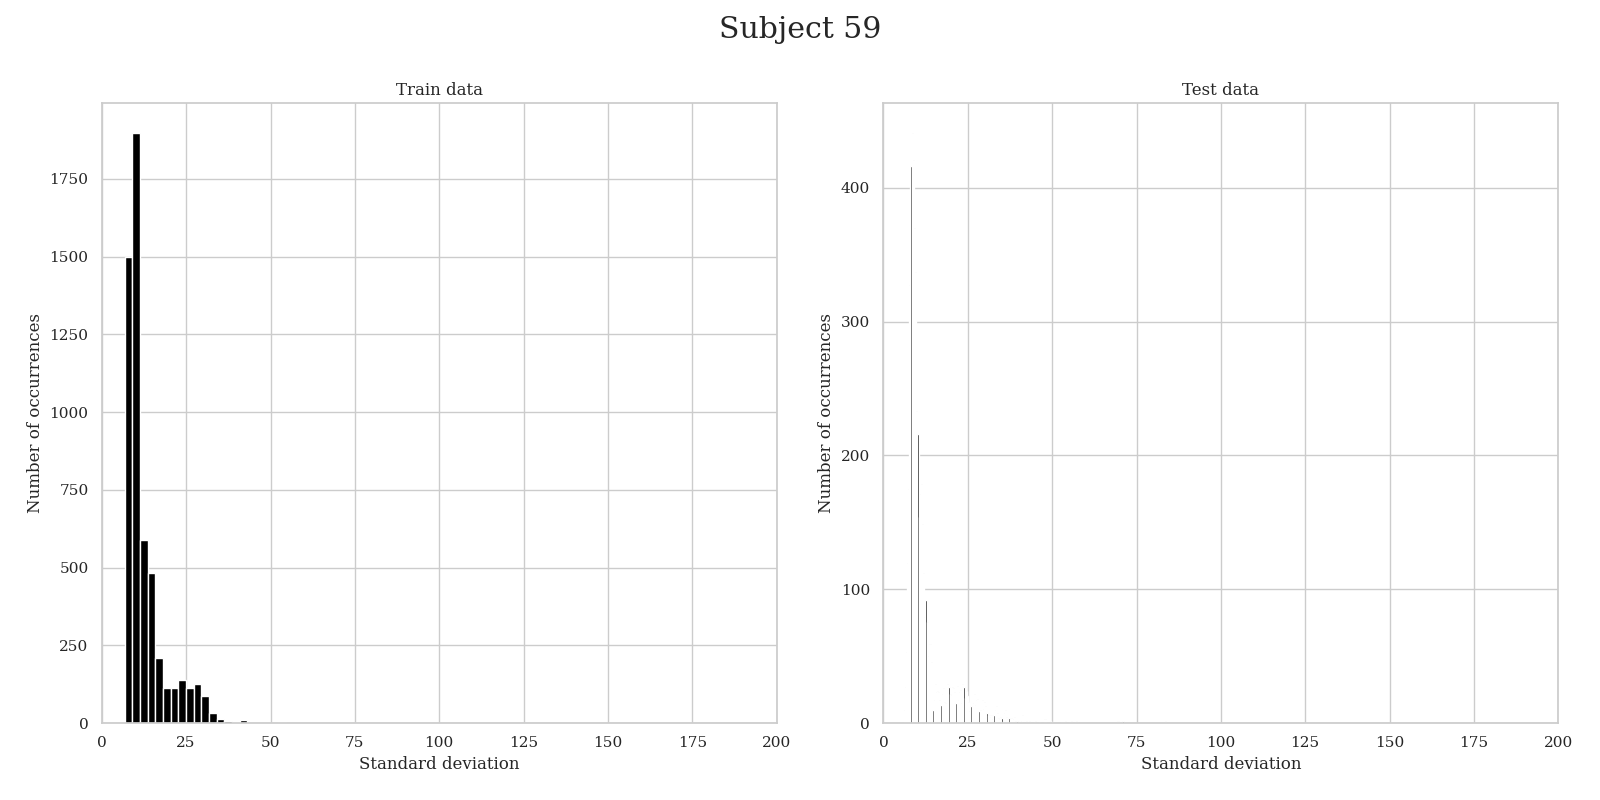 Subject 59
Train data
Number of occurrences
1750
1500
1250
1000
750
500
250
0
0 25 50 75 100 125 150 175 200
Standard deviation
Test data
Number of occurrences
400
300
200
100
0
0 25 50 75 100 125 150 175 200
Standard deviation